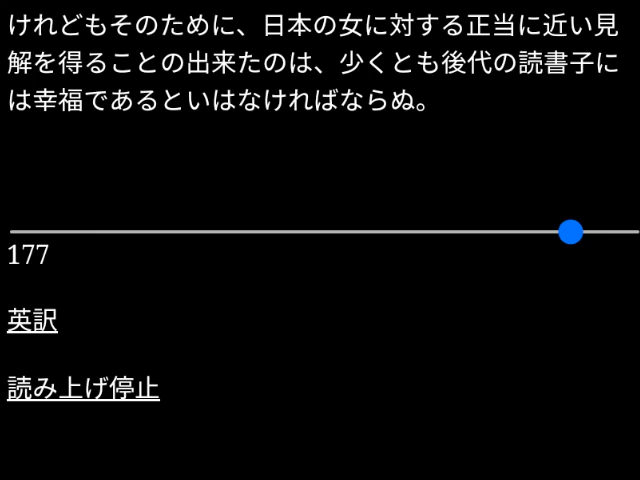 けれどもそのために、日本の女に対する正当に近い見
解を得ることの出来たのは、少くとも後代の読書子に
は幸福であるといはなければならぬ。
177
英訳
読み上げ停止